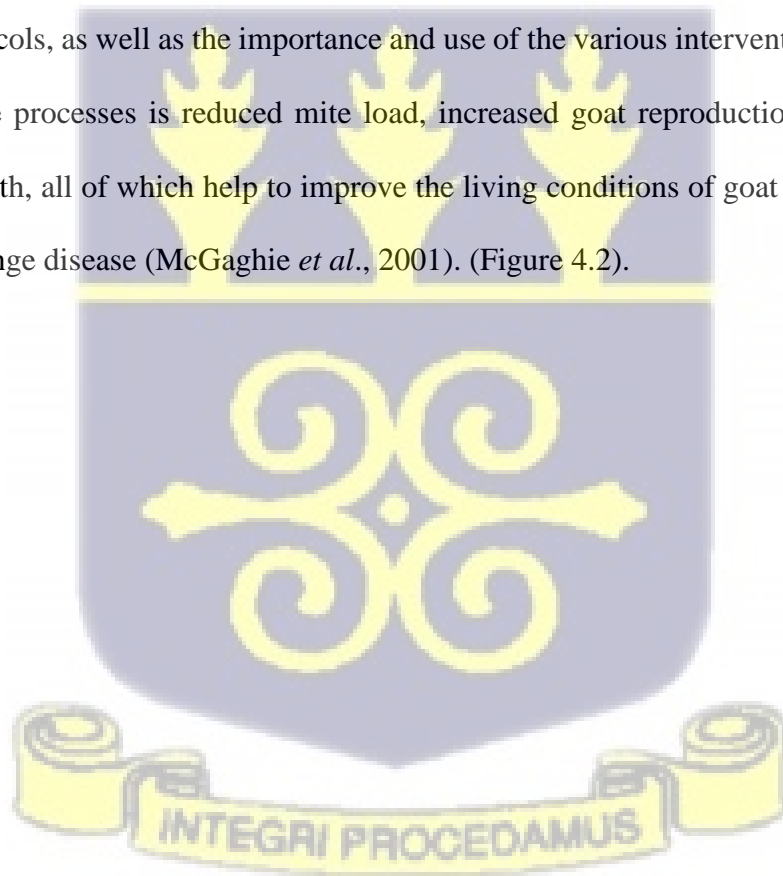 cols, as well as the importance and use of the various intervent
processes is reduced mite load, increased goat reproductio
th, all of which help to improve the living conditions of goat
nge disease (McGaghie et al., 2001). (Figure 4.2).
INTEGRI PROCEDAMUS